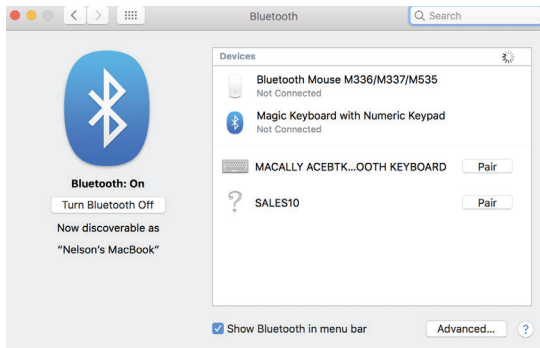 Bluetooth
Search
Bluetooth: On
Turn Bluetooth Off
Now discoverable as
“Nelson’s MacBook”
Devices
Bluetooth Mouse M336/M337/M535
Not Connected
Magic Keyboard with Numeric Keypad
Not Connected
MACALLY ACEBTK...OOTH KEYBOARD
Pair
SALES10
Pair
Show Bluetooth in menu bar
Advanced...
?